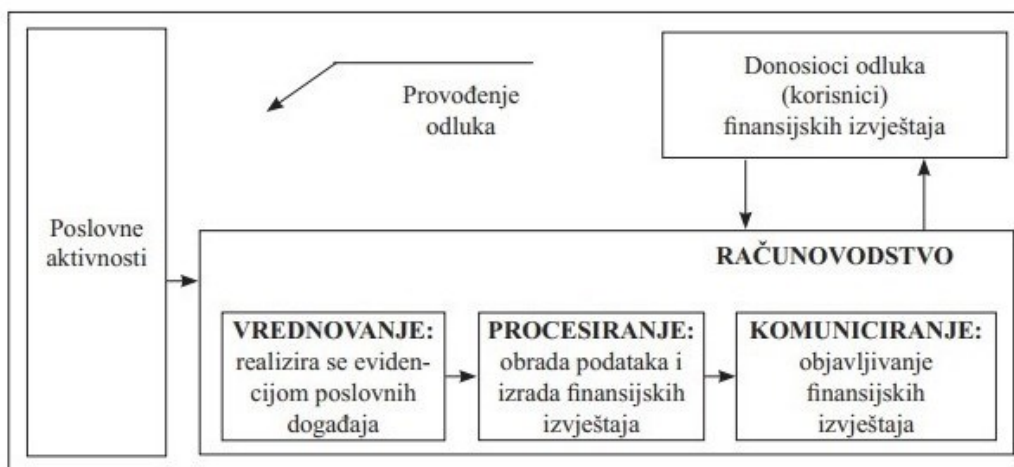 Poslovne
aktivnosti
Provođenje
odluka
Donosioci odluka
(korisnici)
finansijskih izvještaja
RAČUNOVODSTVO
VREDNOVANJE:
realizira se eviden-
cijom poslovnih
događaja
PROCESIRANJE:
obrada podataka i
izrada finansijskih
izvještaja
KOMUNICIRANJE:
objavljivanje
finansijskih
izvještaja